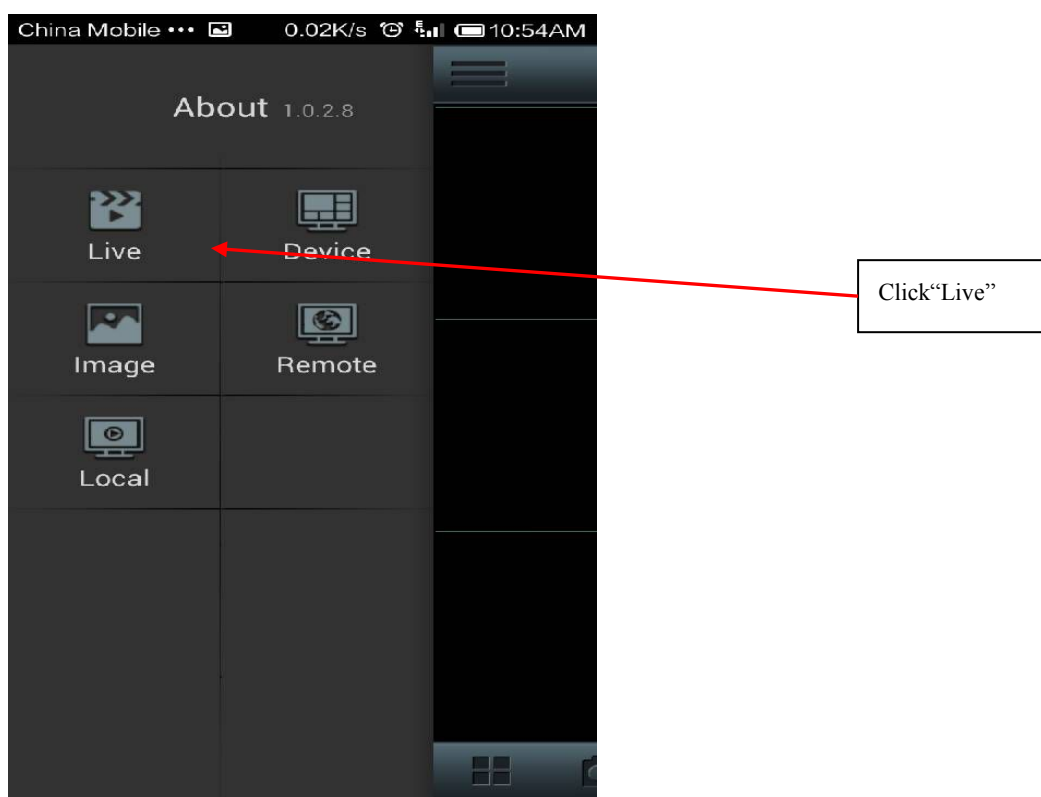 China Mobile ••• 0.02K/s E 10:54AM
About 1.0.2.8
Live
Device
Click“Live”
Image
Remote
Local